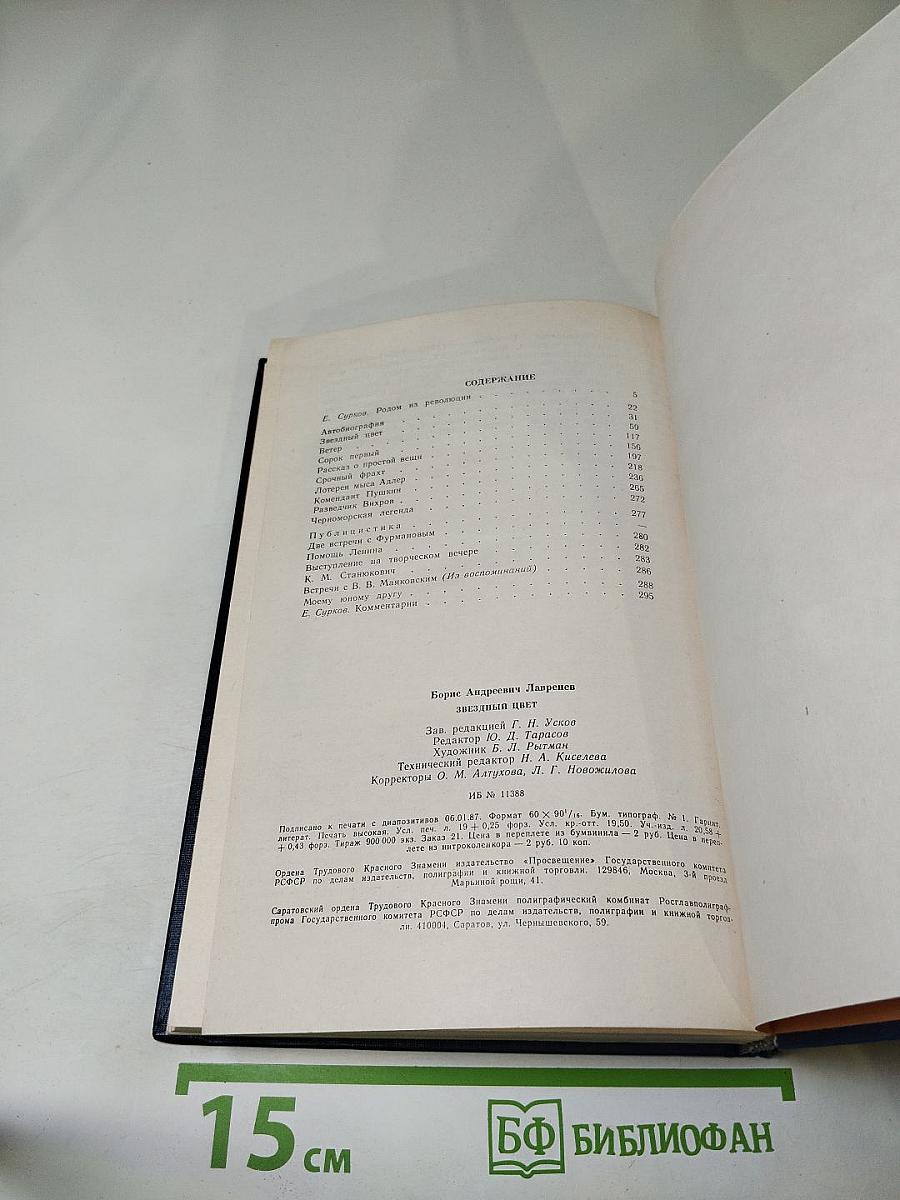 СОДЕРЖАНИЕ
Е. Сурков. Родом из революции . . . 5
Автобиография . . . 22
Звездный цвет . . . 31
Ветер . . . 59
Сорок первый . . . 117
Рассказ о простой вещи . . . 156
Срочный фрахт . . . 197
Лотерея мыса Адлер . . . 218
Комендант Пушкин . . . 236
Разведчик Вихров . . . 265
Черноморская легенда . . . 272
Публицистика . . . 277
Две встречи с Фурмановым . . . —
Помощь Ленина . . . 280
Выступление на творческом вечере . . . 282
К. М. Станюкович . . . 283
Встречи с В. В. Маяковским (Из воспоминаний) . . . 286
Моему юному другу . . . 288
Е. Сурков. Комментарии . . . 295
Борис Андреевич Лавренев
ЗВЕЗДНЫЙ ЦВЕТ
Зав. редакцией Г. Н. Усков
Редактор Ю. Д. Тарасов
Художник Б. Л. Рытман
Технический редактор Н. А. Киселева
Корректоры О. М. Алтухова, Л. Г. Новожилова
ИБ № 11388
Подписано к печати с диапозитивов 06.01.87. Формат 60 × 90¹/₁₆. Бум. типограф. № 1. Гарнит.
литерат. Печать высокая. Усл. печ. л. 19 + 0,25 форз. Усл. кр.-отт. 19,50. Уч.-изд. л. 20,58 +
+ 0,43 форз. Тираж 900 000 экз. Заказ 21. Цена в переплете из бумвинила — 2 руб. Цена в переп-
лете из нитроколенкора — 2 руб. 10 коп.
Ордена Трудового Красного Знамени издательство «Просвещение» Государственного комитета
РСФСР по делам издательств, полиграфии и книжной торговли. 129846, Москва, 3-й проезд
Марьиной рощи, 41.
Саратовский ордена Трудового Красного Знамени полиграфический комбинат Росглавполиграф-
прома Государственного комитета РСФСР по делам издательств, полиграфии и книжной торгов-
ли. 410004, Саратов, ул. Чернышевского, 59.
15 см
БФ БИБЛИОФАН